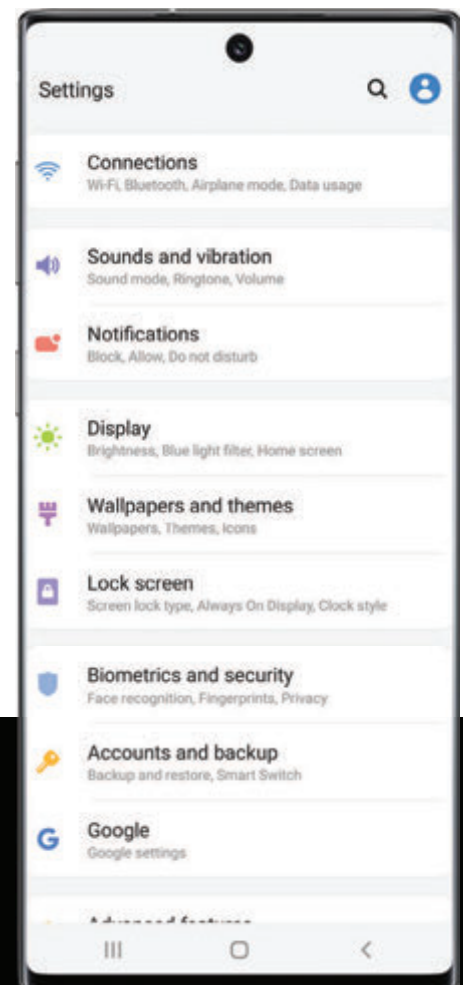 Settings
Connections
Wi-Fi, Bluetooth, Airplane mode, Data usage
Sounds and vibration
Sound mode, Ringtone, Volume
Notifications
Block, Allow, Do not disturb
Display
Brightness, Blue light filter, Home screen
Wallpapers and themes
Wallpapers, Themes, Icons
Lock screen
Screen lock type, Always On Display, Clock style
Biometrics and security
Face recognition, Fingerprints, Privacy
Accounts and backup
Backup and restore, Smart Switch
Google
Google settings
Advanced features